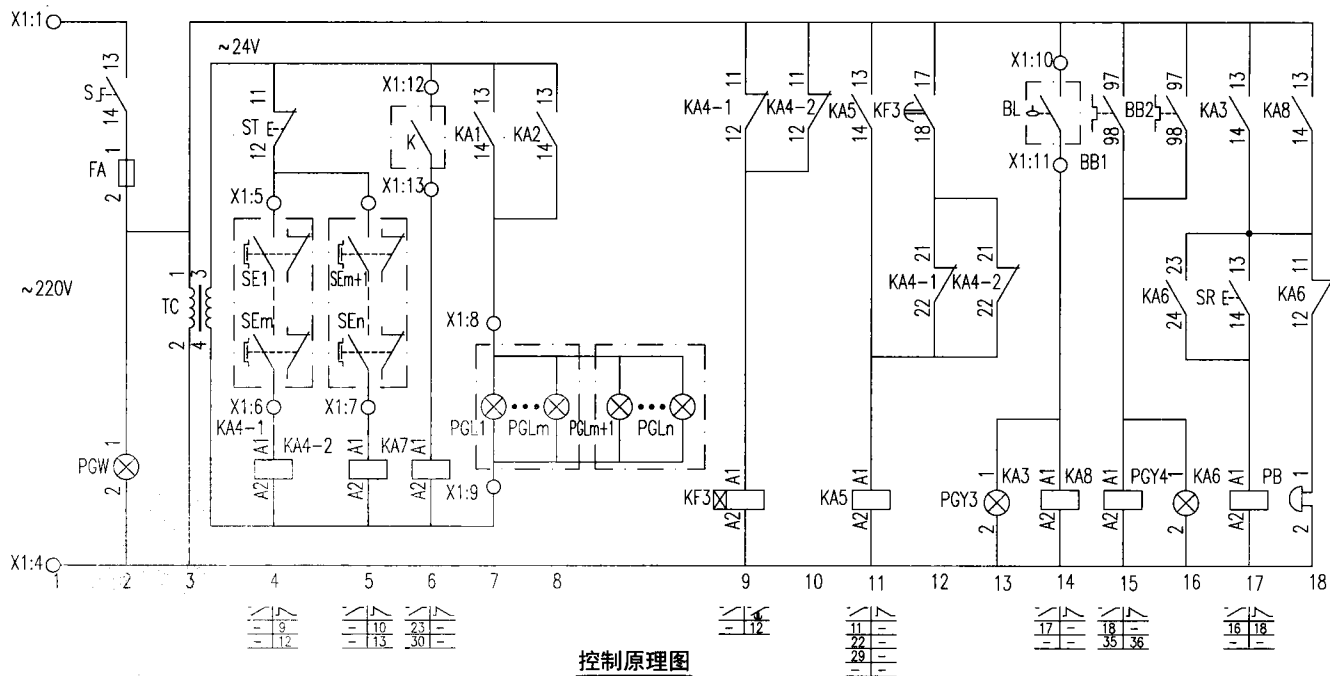 X1:1
~24V
X1:10
X1:12
13
11
13
13
11
11
13
17
97
97
13
13
S
14
ST E
12
K
KA1
14
KA2
14
KA4-1
12
KA4-2
12
KA5
14
KF3
18
BL
98
BB2
98
KA3
14
KA8
14
1
FA
2
X1:13
X1:11
BB1
X1:5
SE1
SEm+1
21
KA4-1
22
21
KA4-2
22
23
KA6
24
13
SR E
14
11
KA6
12
~220V
1
3
TC
2
4
SEm
SEn
X1:8
X1:6
X1:7
PGL1
PGLm
PGLm+1
PGLn
KA4-1
KA4-2
KA7
1
PGW
2
A1
A2
A1
A2
A1
A2
X1:9
KF3
A1
A2
KA5
A1
A2
1
PGY3
2
KA3
A1
A2
KA8
A1
A2
PGY4
1
2
KA6
A1
A2
PB
1
2
X1:4
1 2 3 4 5 6 7 8 9 10 11 12 13 14 15 16 17 18
- 9
- 12
- 10
- 13
23 -
30 -
- 12
11 -
22 -
29 -
- -
17 -
- -
18 -
35 36
16 18
- -
控制原理图